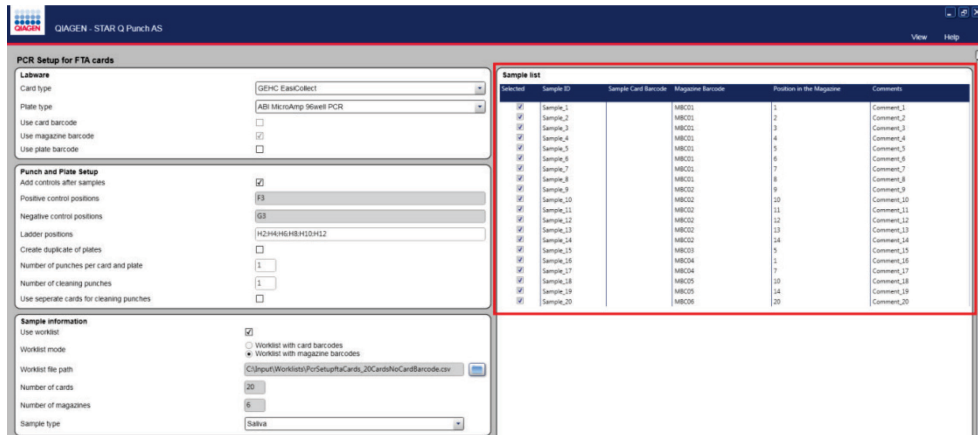 QIAGEN
QIAGEN - STAR Q Punch AS
View Help
PCR Setup for FTA cards
Labware
Card type GEHC EasiCollect
Plate type ABI MicroAmp 96well PCR
Use card barcode
Use magazine barcode
Use plate barcode
Punch and Plate Setup
Add controls after samples
Positive control positions F3
Negative control positions G3
Ladder positions H2;H4;H6;H8;H10;H12
Create duplicate of plates
Number of punches per card and plate 1
Number of cleaning punches 1
Use seperate cards for cleaning punches
Sample information
Use worklist
Worklist mode
Worklist with card barcodes
Worklist with magazine barcodes
Worklist file path C:\Input\Worklists\PcrSetupftaCards_20CardsNoCardBarcode.csv
Number of cards 20
Number of magazines 6
Sample type Saliva
Sample list
Selected Sample ID Sample Card Barcode Magazine Barcode Position in the Magazine Comments
Sample_1 MBC01 1 Comment_1
Sample_2 MBC01 2 Comment_2
Sample_3 MBC01 3 Comment_3
Sample_4 MBC01 4 Comment_4
Sample_5 MBC01 5 Comment_5
Sample_6 MBC01 6 Comment_6
Sample_7 MBC01 7 Comment_7
Sample_8 MBC01 8 Comment_8
Sample_9 MBC02 9 Comment_9
Sample_10 MBC02 10 Comment_10
Sample_11 MBC02 11 Comment_11
Sample_12 MBC02 12 Comment_12
Sample_13 MBC02 13 Comment_13
Sample_14 MBC02 14 Comment_14
Sample_15 MBC03 5 Comment_15
Sample_16 MBC04 1 Comment_16
Sample_17 MBC04 7 Comment_17
Sample_18 MBC05 10 Comment_18
Sample_19 MBC05 14 Comment_19
Sample_20 MBC06 20 Comment_20